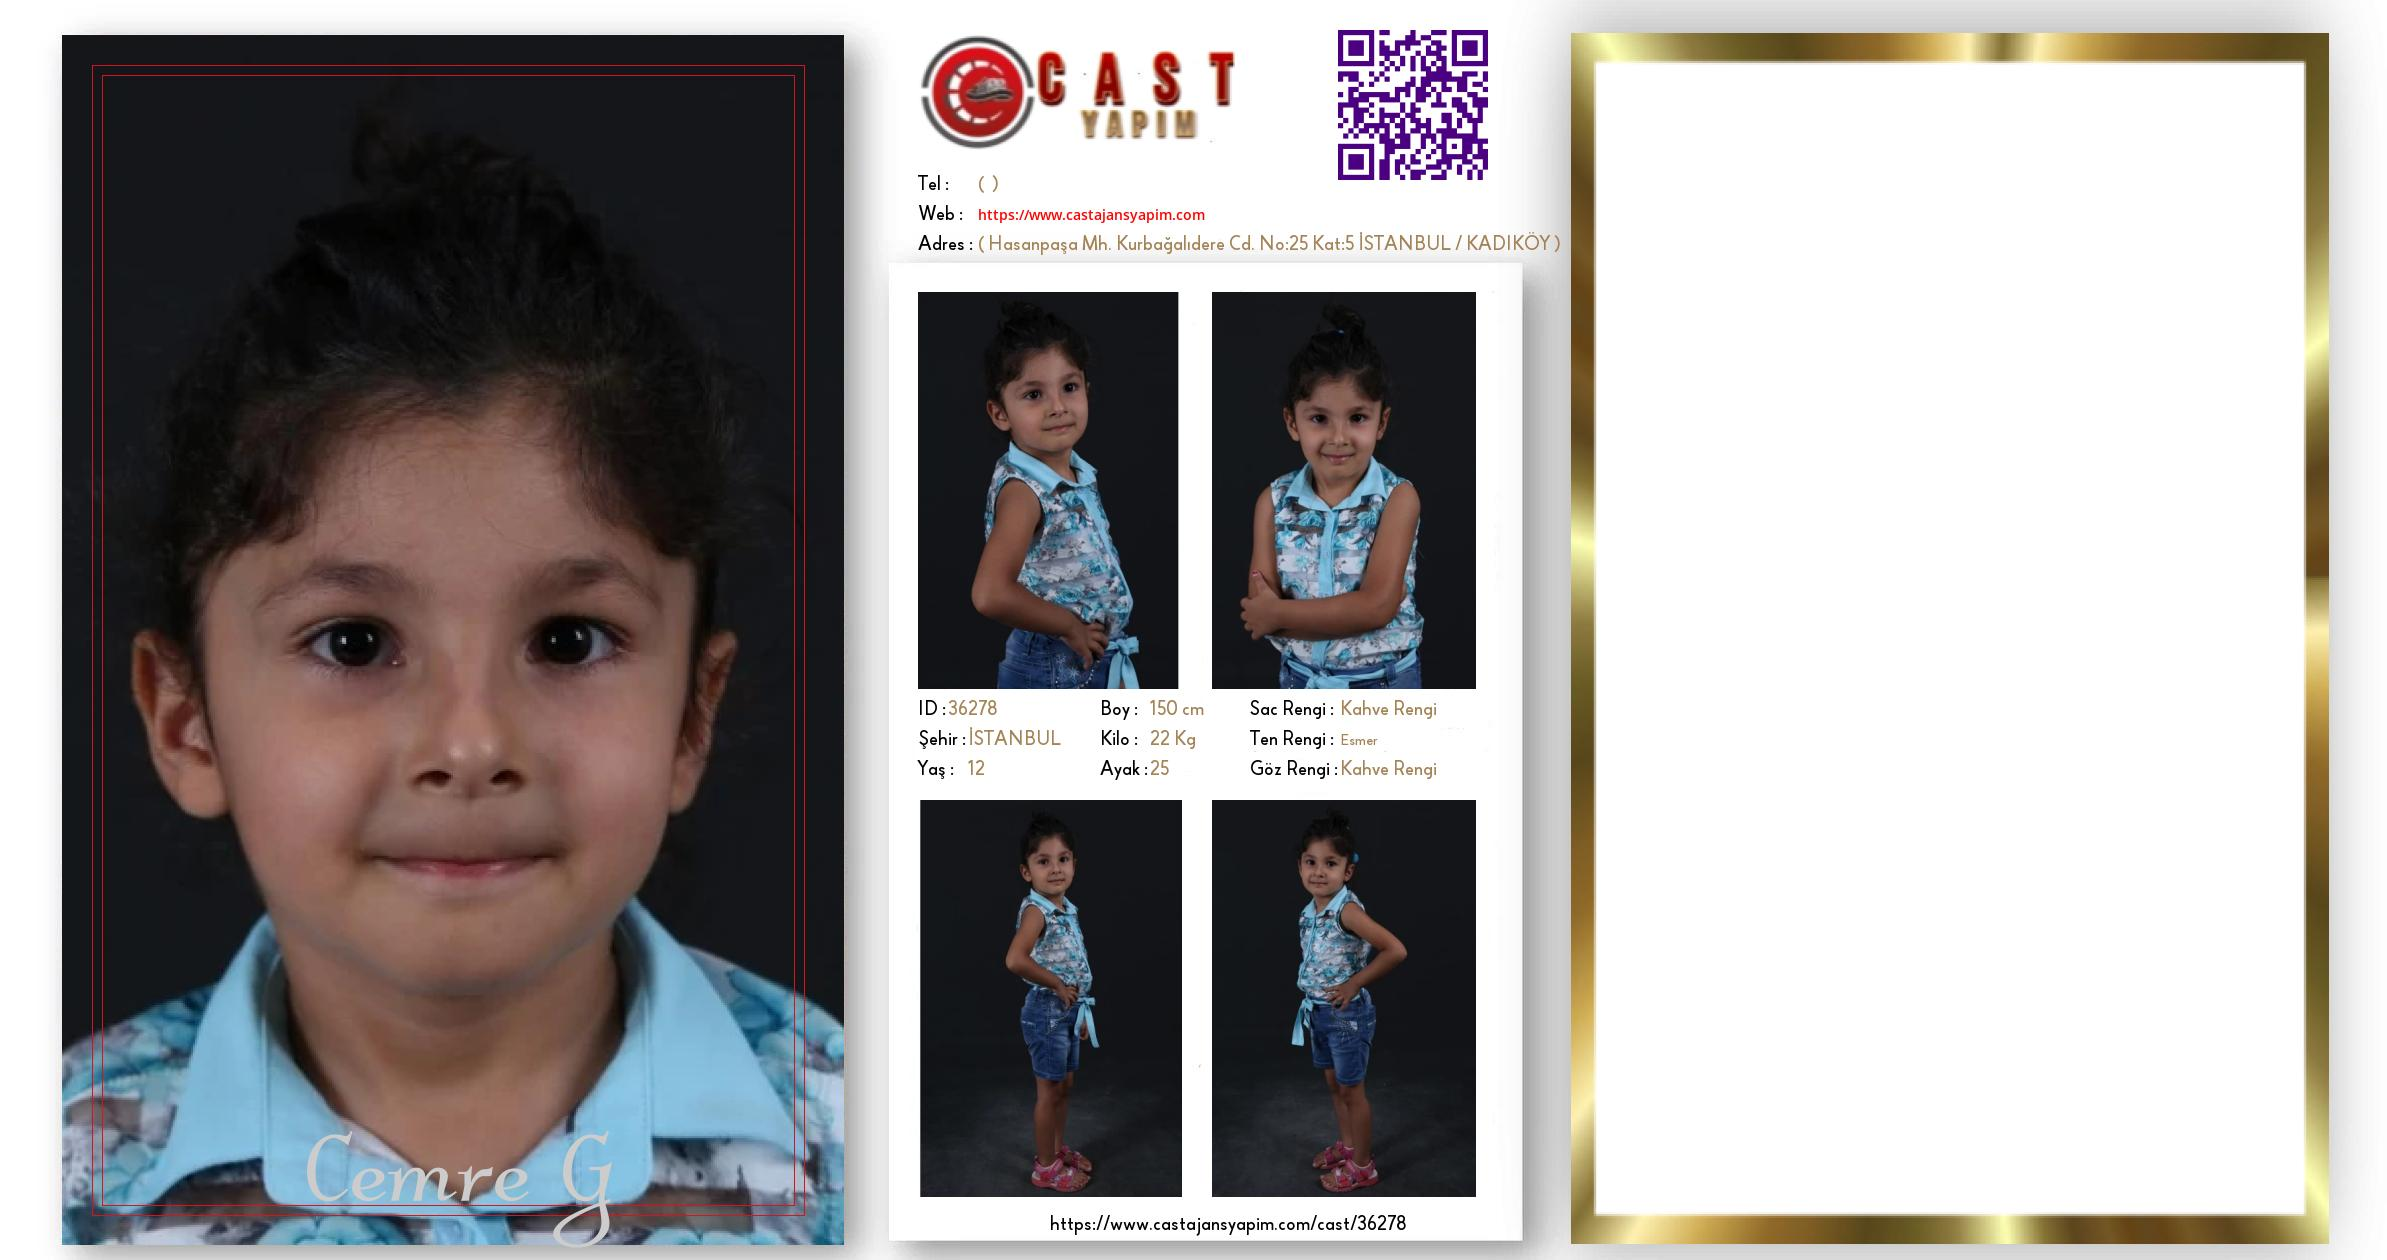 Cemre G
CAST
YAPIM
Tel : ( )
Web : https://www.castajansyapim.com
Adres : ( Hasanpaşa Mh. Kurbağalıdere Cd. No:25 Kat:5 İSTANBUL / KADIKÖY )
ID : 36278 Boy : 150 cm Sac Rengi : Kahve Rengi
Şehir : İSTANBUL Kilo : 22 Kg Ten Rengi : Esmer
Yaş : 12 Ayak : 25 Göz Rengi : Kahve Rengi
https://www.castajansyapim.com/cast/36278